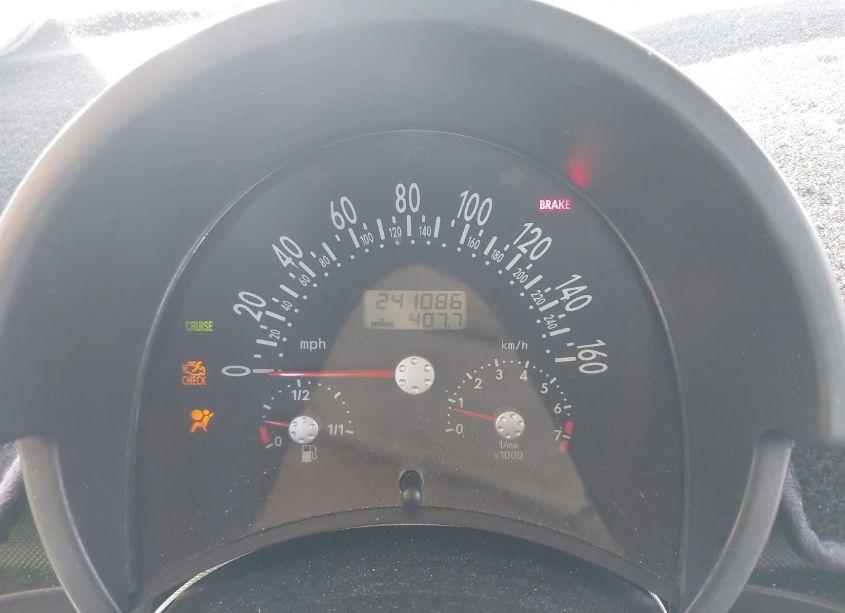 BRAKE
0 20 40 60 80 100 120 140 160
20 40 60 80 100 120 140 160 180 200 220 240
241086
miles 407.7
CRUISE
mph
km/h
CHECK
0 1/2 1/1
0 1 2 3 4 5 6 7
1/min
x1000